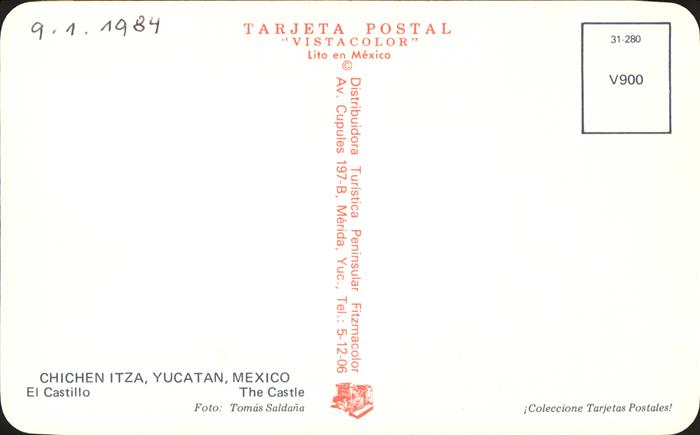 9.1.1984
TARJETA POSTAL
"VISTACOLOR"
Lito en México
©
Distribuidora Turística Peninsular Fitzmacolor
Av. Cupules 197-B, Mérida, Yuc., Tel.: 5-12-06
31-280
V900
CHICHEN ITZA, YUCATAN, MEXICO
El Castillo The Castle
Foto: Tomás Saldaña
¡Coleccione Tarjetas Postales!